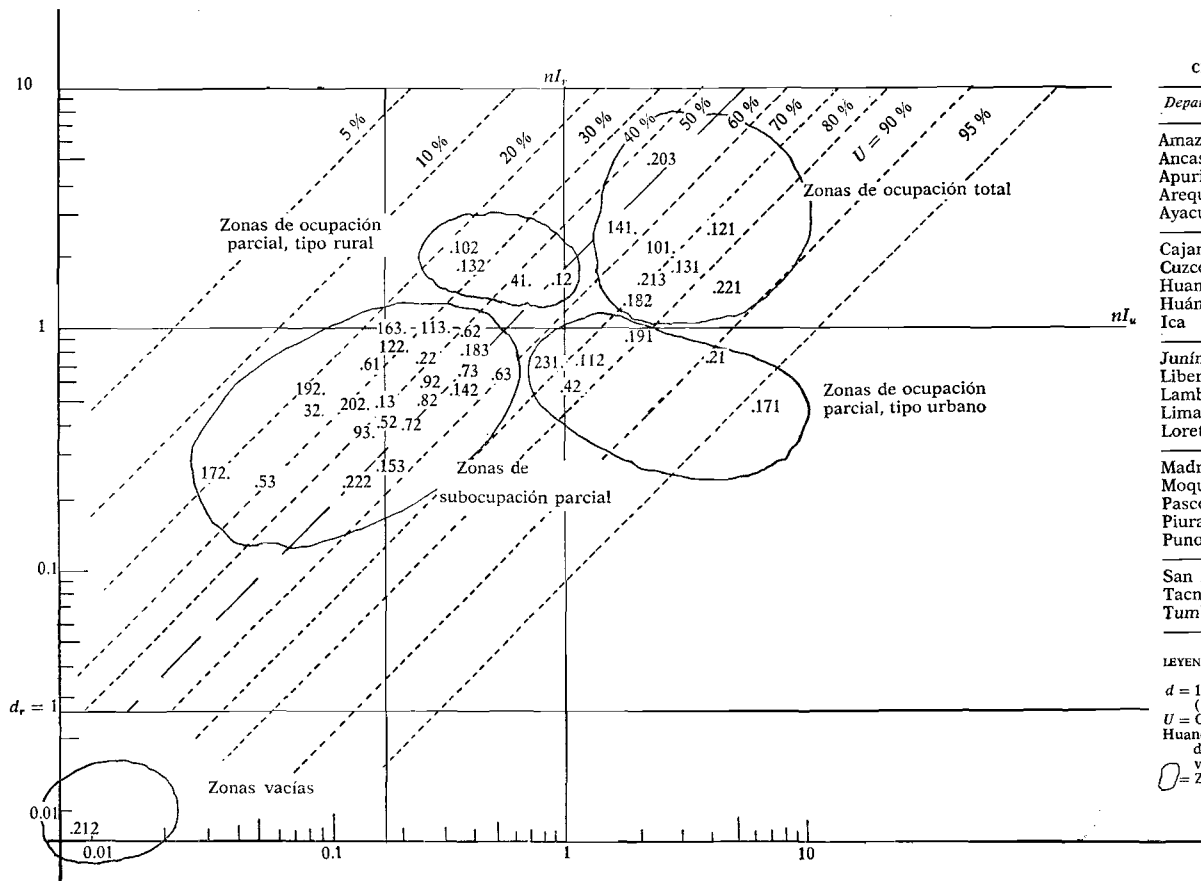 10
nI_r
5 %
10 %
20 %
30 %
40 %
50 %
60 %
70 %
80 %
U = 90 %
95 %
.203
Zonas de ocupación total
Zonas de ocupación
parcial, tipo rural
141.
.121
.102
101.
.132
.131
41.
.12
.213
.221
.182
1
nI_u
163.
113.
.62
.191
122.
.183
.22
231.
.112
.21
.61
.73
.63
.92
192.
.142
.42
Zonas de ocupación
parcial, tipo urbano
32.
202.
.13
.82
.171
.52
.72
93.
.153
Zonas de
subocupación parcial
172.
.53
.222
0.1
d_r = 1
Zonas vacías
0.01
.212
0.01
0.1
1
10
C
Depar
Amaz
Ancas
Apuri
Arequ
Ayacu
Cajar
Cuzco
Huan
Huán
Ica
Junín
Liber
Lamb
Lima
Loret
Madr
Moqu
Pasco
Piura
Puno
San
Tacn
Tum
LEYEN
d = 1
(
U = C
Huan
d
v
= Z